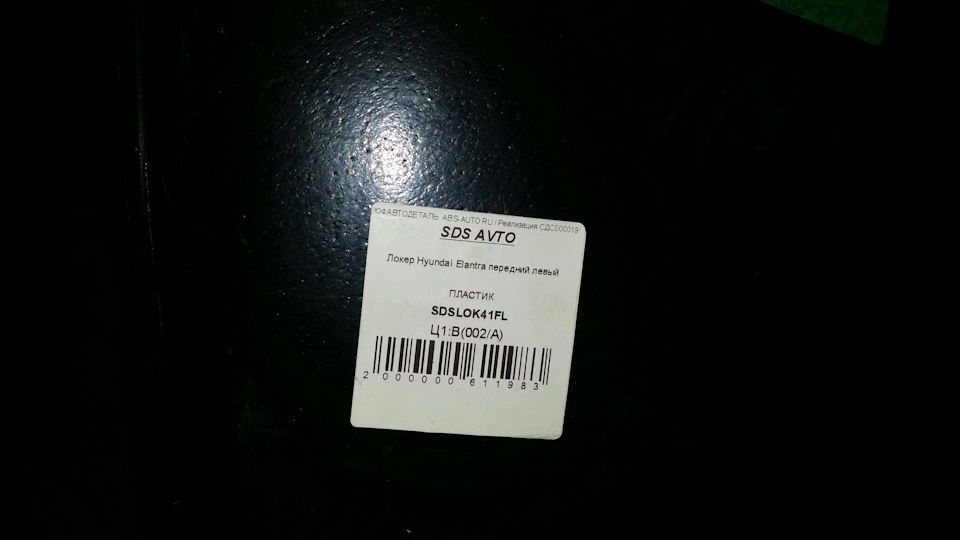 ЮФАВТОДЕТАЛЬ ABS-AUTO.RU / Реализация СДС000019
SDS AVTO
Локер Hyundai Elantra передний левый
ПЛАСТИК
SDSLOK41FL
Ц1:B(002/A)
2 000000 611983